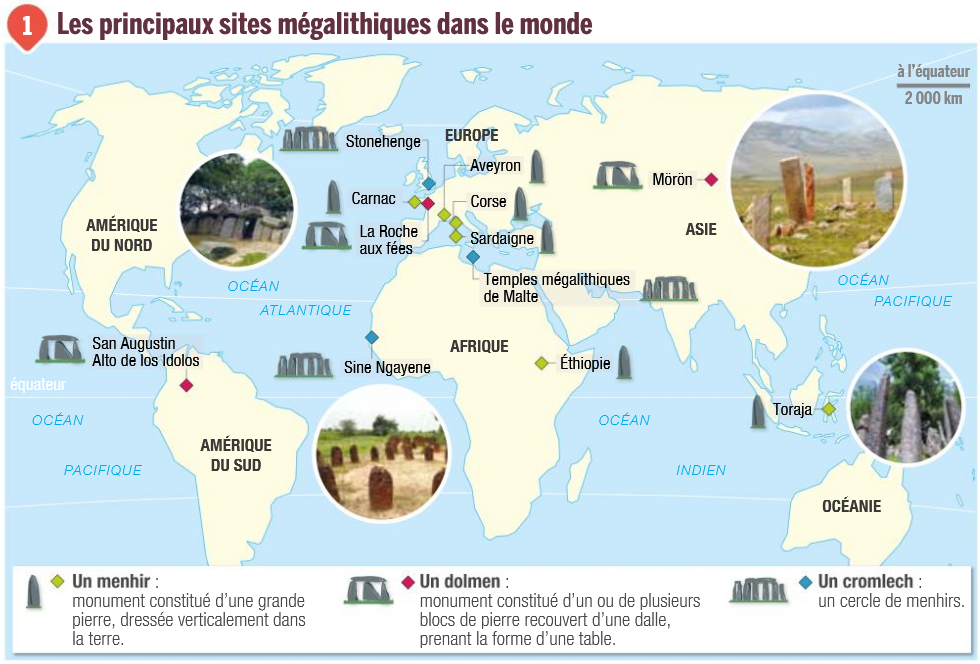 1 Les principaux sites mégalithiques dans le monde
à l'équateur
2 000 km
EUROPE
Stonehenge
Aveyron
Mörön
Carnac
Corse
AMÉRIQUE
DU NORD
La Roche
aux fées
Sardaigne
ASIE
Temples mégalithiques
de Malte
OCÉAN
ATLANTIQUE
OCÉAN
PACIFIQUE
San Augustin
Alto de los Idolos
AFRIQUE
Sine Ngayene
Éthiopie
équateur
Toraja
OCÉAN
PACIFIQUE
AMÉRIQUE
DU SUD
OCÉAN
INDIEN
OCÉANIE
Un menhir :
monument constitué d'une grande
pierre, dressée verticalement dans
la terre.
Un dolmen :
monument constitué d'un ou de plusieurs
blocs de pierre recouvert d'une dalle,
prenant la forme d'une table.
Un cromlech :
un cercle de menhirs.